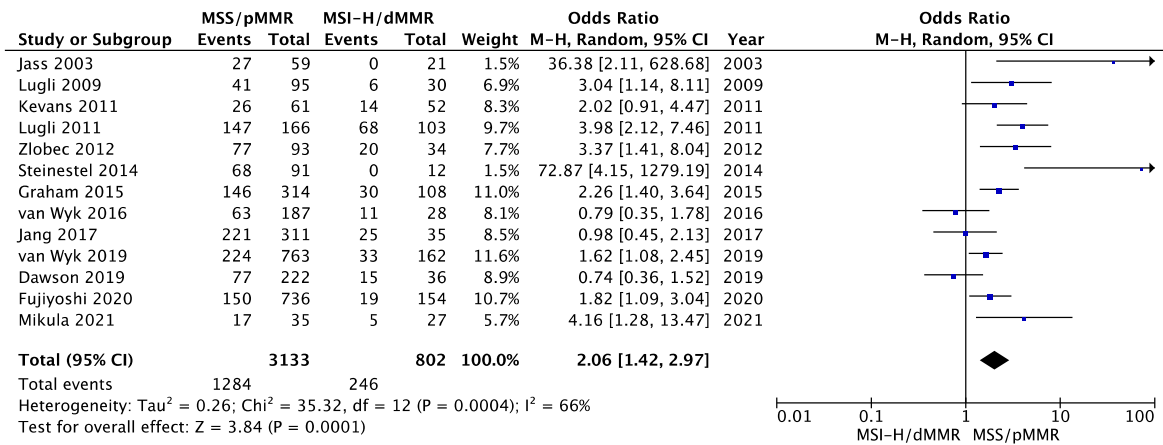 MSS/pMMR MSI-H/dMMR Odds Ratio Odds Ratio
Study or Subgroup Events Total Events Total Weight M-H, Random, 95% CI Year M-H, Random, 95% CI
Jass 2003 27 59 0 21 1.5% 36.38 [2.11, 628.68] 2003
Lugli 2009 41 95 6 30 6.9% 3.04 [1.14, 8.11] 2009
Kevans 2011 26 61 14 52 8.3% 2.02 [0.91, 4.47] 2011
Lugli 2011 147 166 68 103 9.7% 3.98 [2.12, 7.46] 2011
Zlobec 2012 77 93 20 34 7.7% 3.37 [1.41, 8.04] 2012
Steinestel 2014 68 91 0 12 1.5% 72.87 [4.15, 1279.19] 2014
Graham 2015 146 314 30 108 11.0% 2.26 [1.40, 3.64] 2015
van Wyk 2016 63 187 11 28 8.1% 0.79 [0.35, 1.78] 2016
Jang 2017 221 311 25 35 8.5% 0.98 [0.45, 2.13] 2017
van Wyk 2019 224 763 33 162 11.6% 1.62 [1.08, 2.45] 2019
Dawson 2019 77 222 15 36 8.9% 0.74 [0.36, 1.52] 2019
Fujiyoshi 2020 150 736 19 154 10.7% 1.82 [1.09, 3.04] 2020
Mikula 2021 17 35 5 27 5.7% 4.16 [1.28, 13.47] 2021
Total (95% CI) 3133 802 100.0% 2.06 [1.42, 2.97]
Total events 1284 246
Heterogeneity: Tau² = 0.26; Chi² = 35.32, df = 12 (P = 0.0004); I² = 66%
Test for overall effect: Z = 3.84 (P = 0.0001)
0.01 0.1 1 10 100
MSI-H/dMMR MSS/pMMR